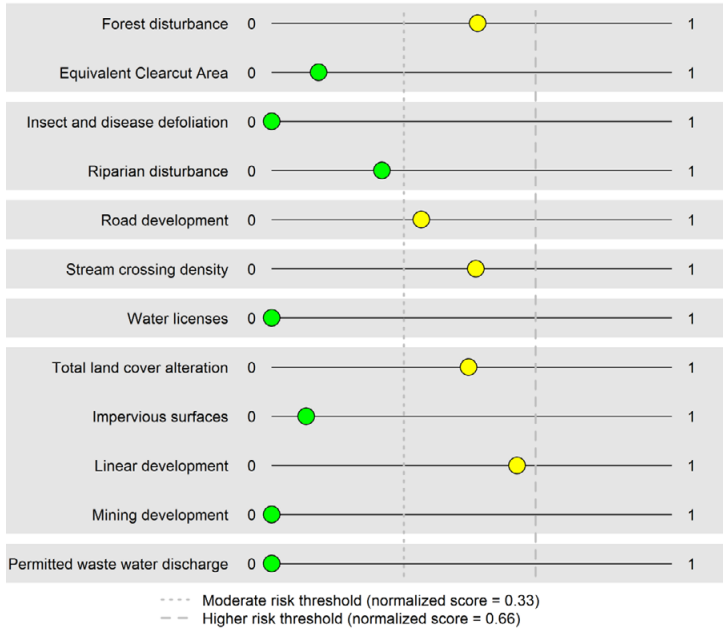 Forest disturbance 0 1
Equivalent Clearcut Area 0 1
Insect and disease defoliation 0 1
Riparian disturbance 0 1
Road development 0 1
Stream crossing density 0 1
Water licenses 0 1
Total land cover alteration 0 1
Impervious surfaces 0 1
Linear development 0 1
Mining development 0 1
Permitted waste water discharge 0 1
Moderate risk threshold (normalized score = 0.33)
Higher risk threshold (normalized score = 0.66)